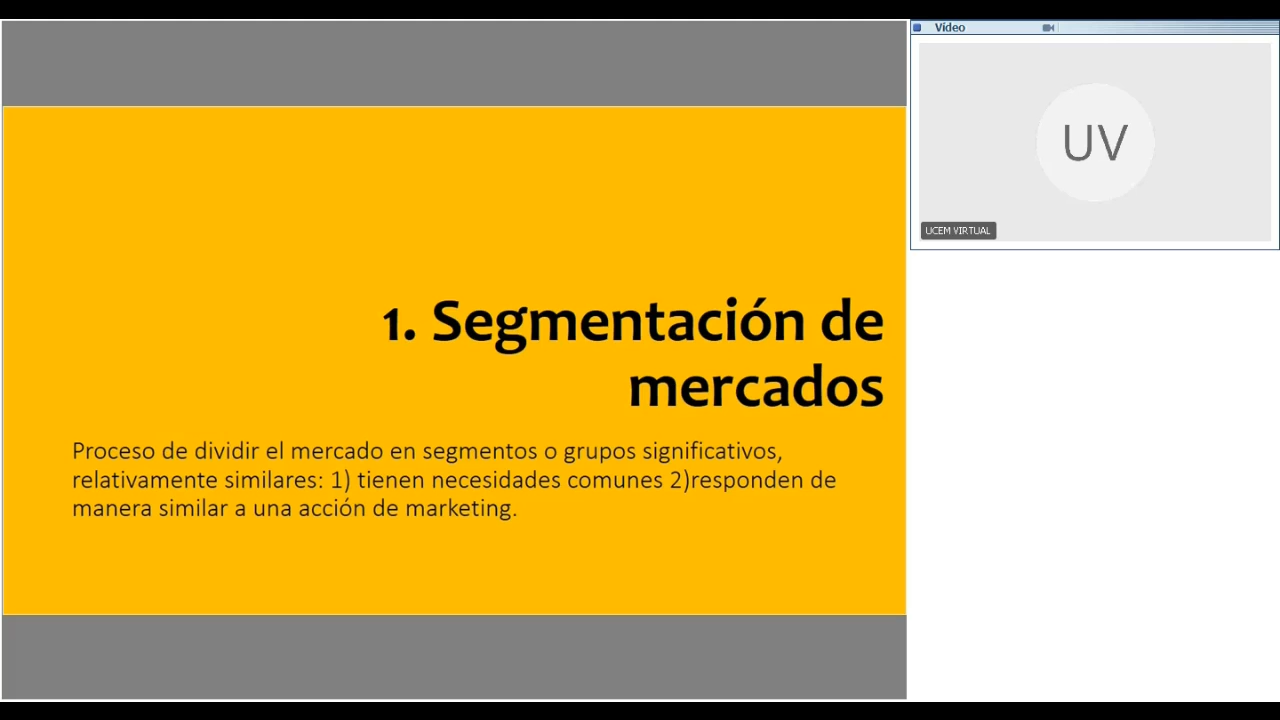 Vídeo
UV
UCEM VIRTUAL
1. Segmentación de
mercados
Proceso de dividir el mercado en segmentos o grupos significativos,
relativamente similares: 1) tienen necesidades comunes 2)responden de
manera similar a una acción de marketing.